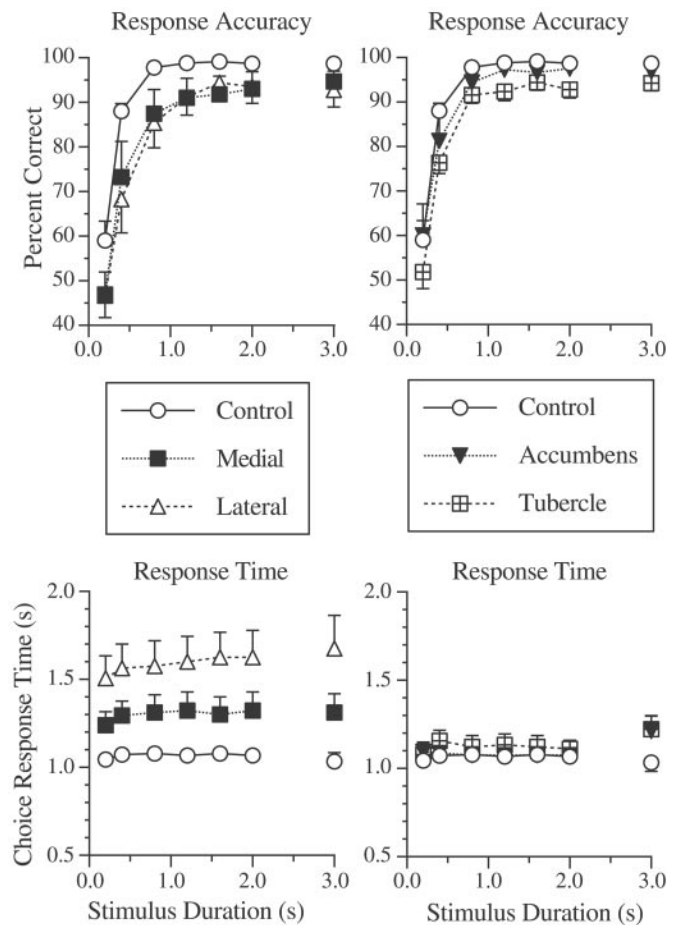 Response Accuracy
Response Accuracy
Percent Correct
100
90
80
70
60
50
40
0.0 1.0 2.0 3.0
100
90
80
70
60
50
40
0.0 1.0 2.0 3.0
Control
Medial
Lateral
Control
Accumbens
Tubercle
Response Time
Response Time
Choice Response Time (s)
2.0
1.5
1.0
0.5
0.0 1.0 2.0 3.0
Stimulus Duration (s)
2.0
1.5
1.0
0.5
0.0 1.0 2.0 3.0
Stimulus Duration (s)